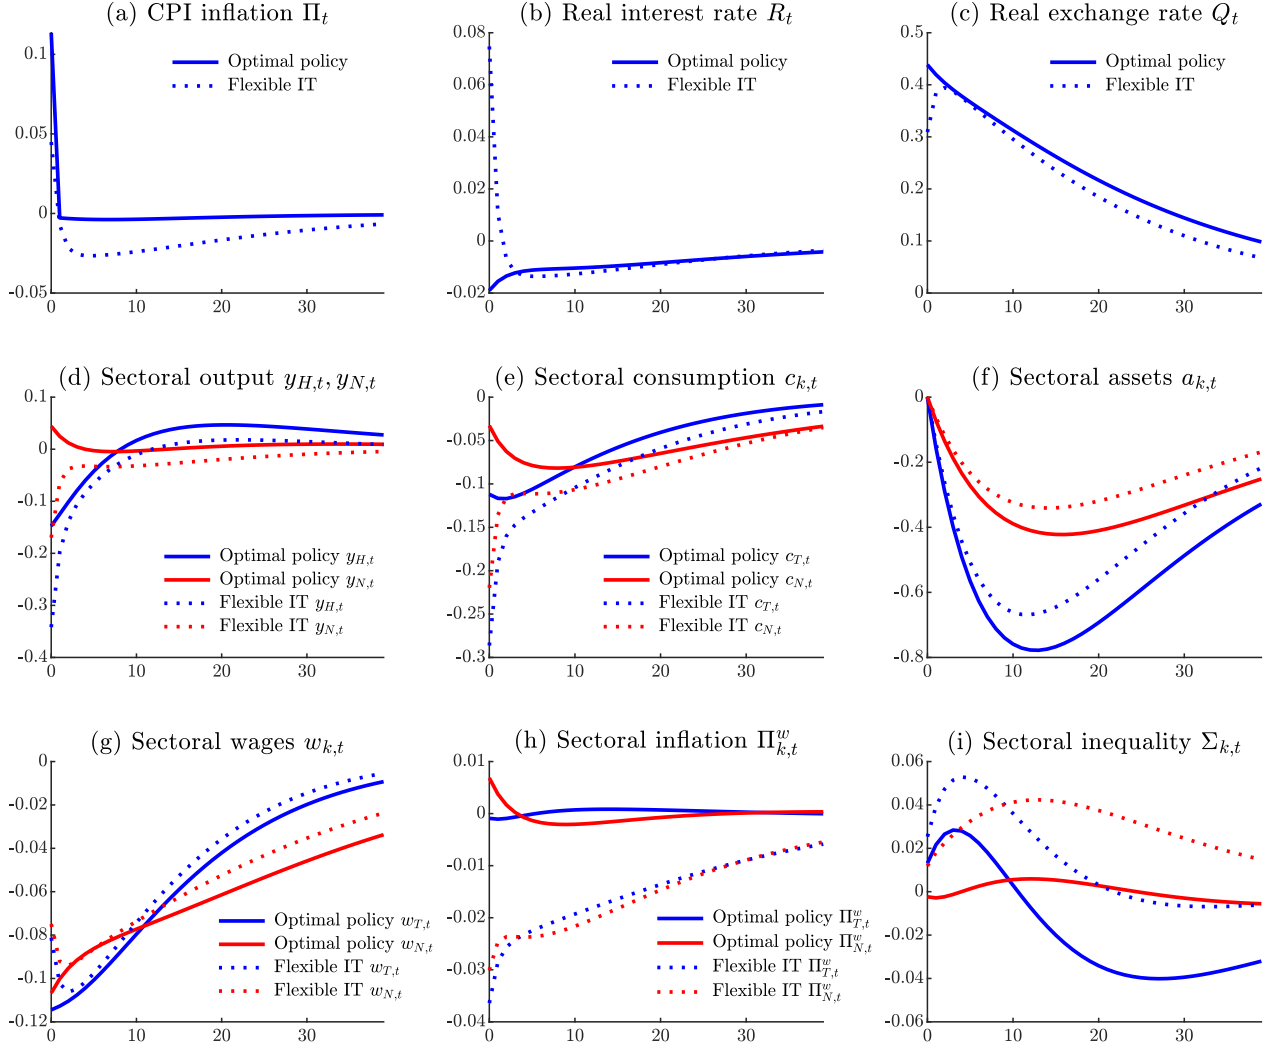 (a) CPI inflation Π_t
0.1
0.05
0
-0.05
0 10 20 30
Optimal policy
Flexible IT
(b) Real interest rate R_t
0.08
0.06
0.04
0.02
0
-0.02
0 10 20 30
Optimal policy
Flexible IT
(c) Real exchange rate Q_t
0.5
0.4
0.3
0.2
0.1
0
0 10 20 30
Optimal policy
Flexible IT
(d) Sectoral output y_{H,t}, y_{N,t}
0.1
0
-0.1
-0.2
-0.3
-0.4
0 10 20 30
Optimal policy y_{H,t}
Optimal policy y_{N,t}
Flexible IT y_{H,t}
Flexible IT y_{N,t}
(e) Sectoral consumption c_{k,t}
0
-0.05
-0.1
-0.15
-0.2
-0.25
-0.3
0 10 20 30
Optimal policy c_{T,t}
Optimal policy c_{N,t}
Flexible IT c_{T,t}
Flexible IT c_{N,t}
(f) Sectoral assets a_{k,t}
0
-0.2
-0.4
-0.6
-0.8
0 10 20 30
(g) Sectoral wages w_{k,t}
0
-0.02
-0.04
-0.06
-0.08
-0.1
-0.12
0 10 20 30
Optimal policy w_{T,t}
Optimal policy w_{N,t}
Flexible IT w_{T,t}
Flexible IT w_{N,t}
(h) Sectoral inflation Π^w_{k,t}
0.01
0
-0.01
-0.02
-0.03
-0.04
0 10 20 30
Optimal policy Π^w_{T,t}
Optimal policy Π^w_{N,t}
Flexible IT Π^w_{T,t}
Flexible IT Π^w_{N,t}
(i) Sectoral inequality Σ_{k,t}
0.06
0.04
0.02
0
-0.02
-0.04
-0.06
0 10 20 30